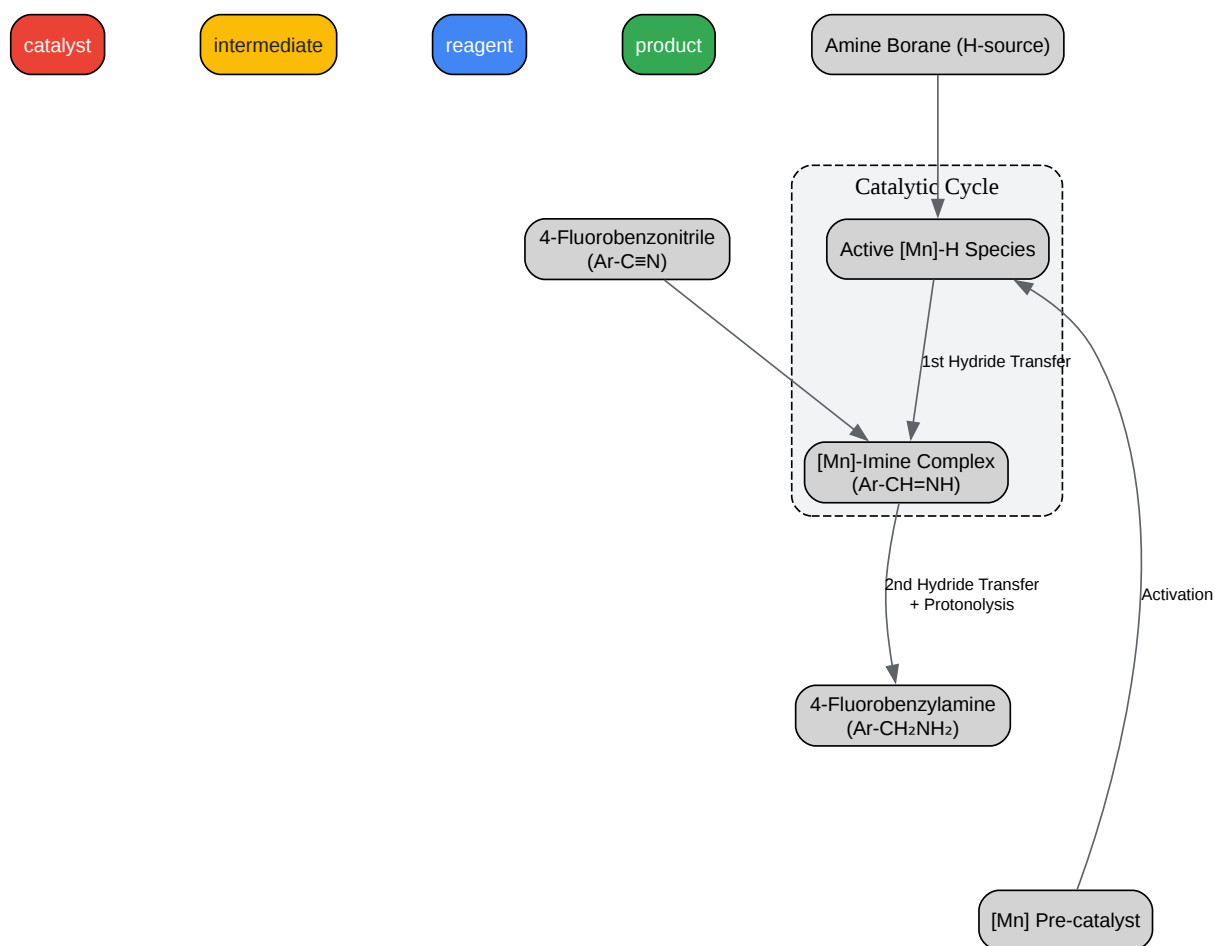 catalyst
intermediate
reagent
product
Amine Borane (H-source)
Catalytic Cycle
4-Fluorobenzonitrile
(Ar-C≡N)
Active [Mn]-H Species
1st Hydride Transfer
[Mn]-Imine Complex
(Ar-CH=NH)
2nd Hydride Transfer
+ Protonolysis
Activation
4-Fluorobenzylamine
(Ar-CH₂NH₂)
[Mn] Pre-catalyst